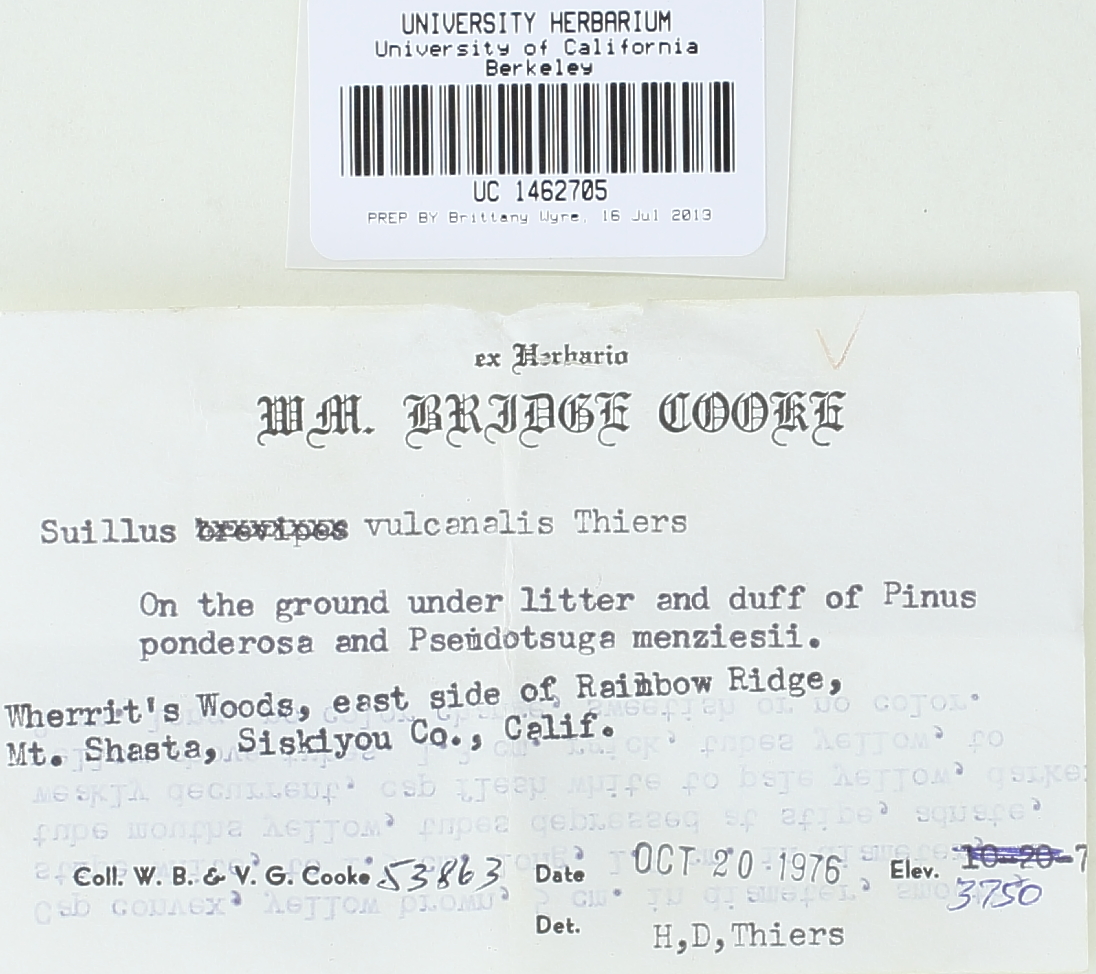 UNIVERSITY HERBARIUM
University of California
Berkeley
UC 1462705
PREP BY Brittany Wyre, 16 Jul 2013
ex Herbario
WM. BRIDGE COOKE
Suillus brevipes vulcanalis Thiers
On the ground under litter and duff of Pinus
ponderosa and Pseudotsuga menziesii.
Wherrit's Woods, east side of Rainbow Ridge,
Mt. Shasta, Siskiyou Co., Calif.
Coll. W. B. & V. G. Cooke 53863 Date OCT 20 1976 Elev. 10-20-7
3750
Det. H,D,Thiers